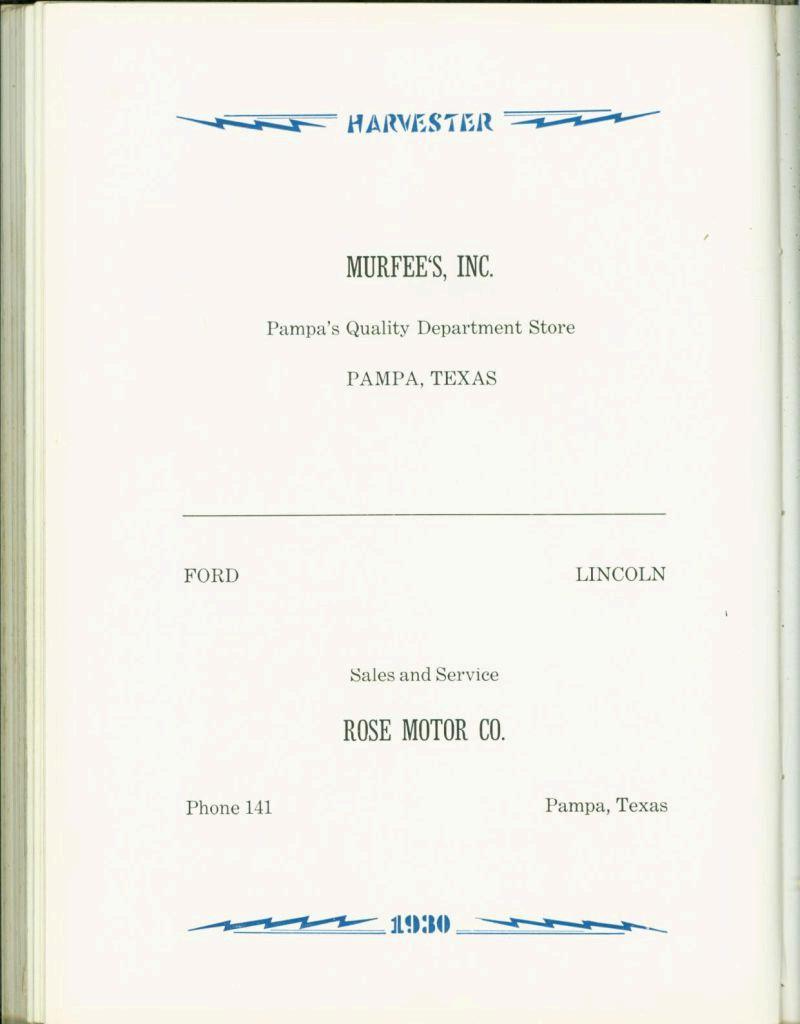 HARVESTER
MURFEE‘S, INC.
Pampa's Quality Department Store
PAMPA, TEXAS
FORD LINCOLN
Sales and Service
ROSE MOTOR CO.
Phone 141 Pampa, Texas
1930